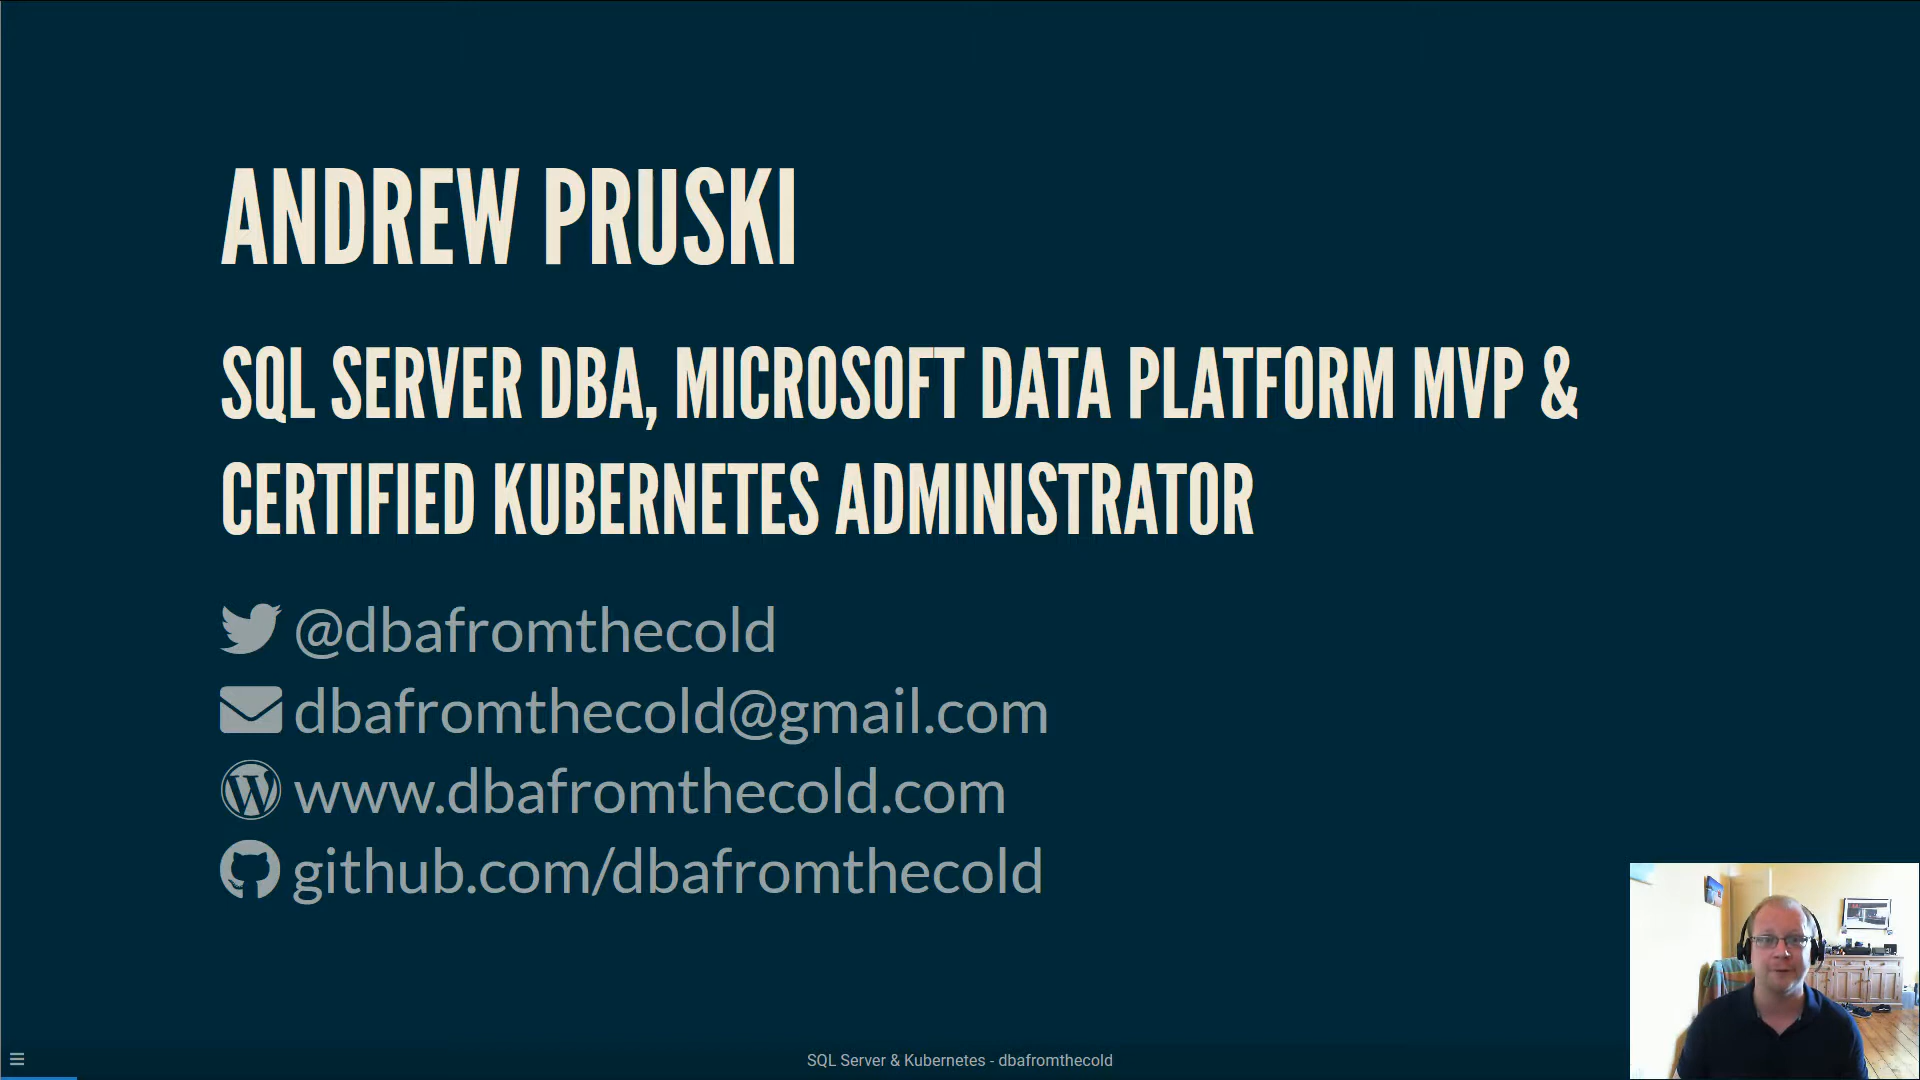 ANDREW PRUSKI
SQL SERVER DBA, MICROSOFT DATA PLATFORM MVP &
CERTIFIED KUBERNETES ADMINISTRATOR
@dbafromthecold
dbafromthecold@gmail.com
www.dbafromthecold.com
github.com/dbafromthecold
SQL Server & Kubernetes - dbafromthecold